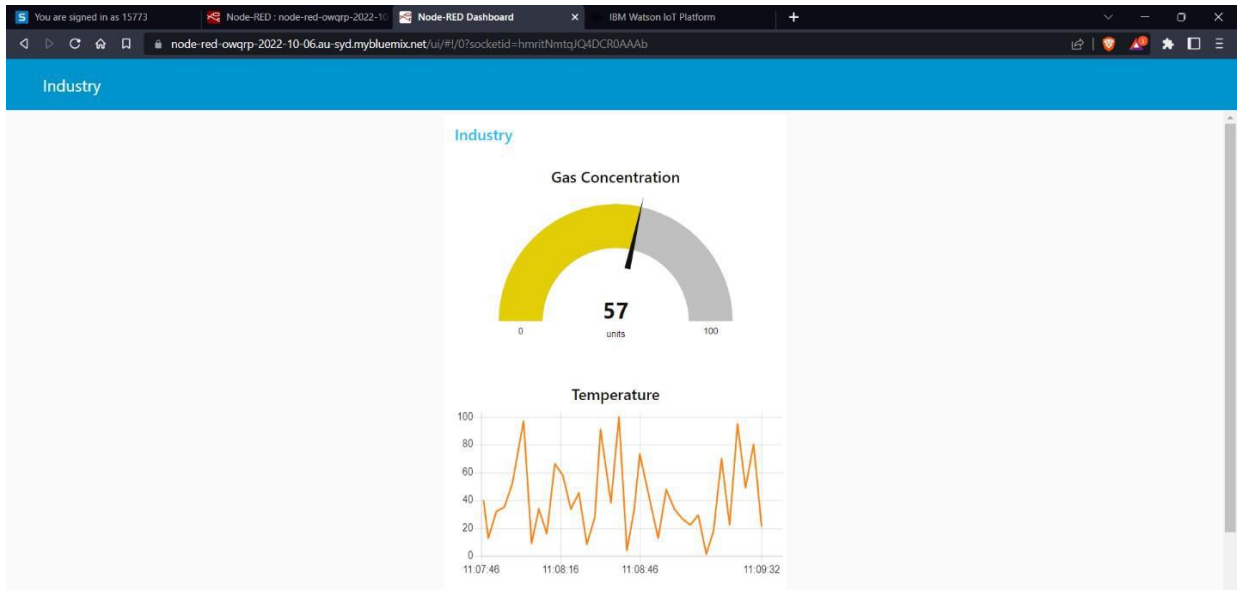 You are signed in as 15773
Node-RED : node-red-owqrp-2022-10
Node-RED Dashboard
IBM Watson IoT Platform
node-red-owqrp-2022-10-06.au-syd.mybluemix.net/ui/#!/0?socketid=hmritNmtqJQ4DCR0AAAb
Industry
Industry
Gas Concentration
57
0 units 100
Temperature
100
80
60
40
20
0
11:07:46 11:08:16 11:08:46 11:09:32